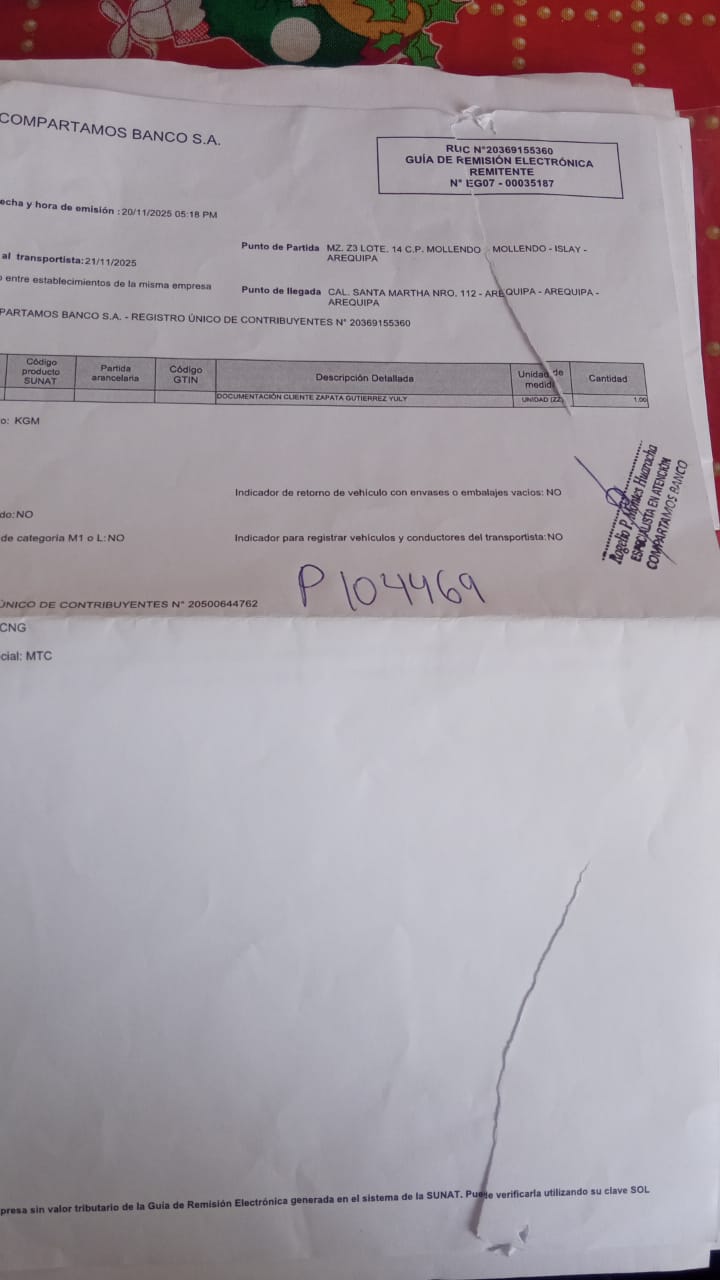 COMPARTAMOS BANCO S.A.
RUC N°20369155360
GUÍA DE REMISIÓN ELECTRÓNICA
REMITENTE
N° EG07 - 00035187
echa y hora de emisión :20/11/2025 05:18 PM
Punto de Partida MZ. Z3 LOTE. 14 C.P. MOLLENDO - MOLLENDO - ISLAY -
AREQUIPA
al transportista:21/11/2025
o entre establecimientos de la misma empresa
Punto de llegada CAL. SANTA MARTHA NRO. 112 - AREQUIPA - AREQUIPA -
AREQUIPA
PARTAMOS BANCO S.A. - REGISTRO ÚNICO DE CONTRIBUYENTES N° 20369155360
Código producto SUNAT Partida arancelaria Código GTIN Descripción Detallada Unidad de medid Cantidad
DOCUMENTACIÓN CLIENTE ZAPATA GUTIERREZ YULY UNIDAD (ZZ) 1.00
o: KGM
Indicador de retorno de vehículo con envases o embalajes vacíos: NO
do:NO
de categoría M1 o L:NO
Indicador para registrar vehículos y conductores del transportista:NO
Rogelio P. Montes Huaracha
ESPECIALISTA EN ATENCIÓN
COMPARTAMOS BANCO
P 104469
ÚNICO DE CONTRIBUYENTES N° 20500644762
CNG
cial: MTC
presa sin valor tributario de la Guía de Remisión Electrónica generada en el sistema de la SUNAT. Puede verificarla utilizando su clave SOL